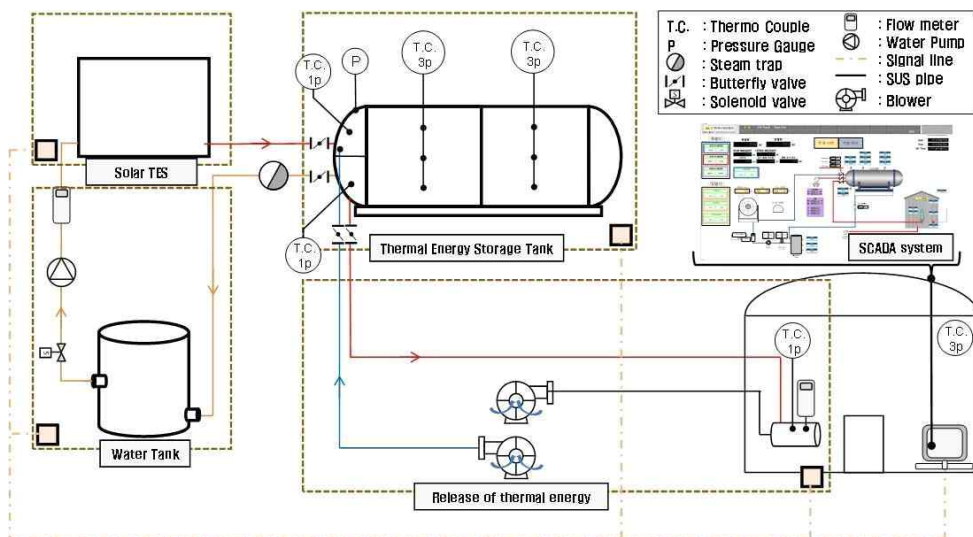 T.C. : Thermo Couple
P : Pressure Gauge
: Steam trap
: Butterfly valve
S : Solenoid valve
: Flow meter
: Water Pump
: Signal line
: SUS pipe
: Blower
T.C.
1p
P
T.C.
3p
T.C.
3p
Solar TES
T.C.
1p
Thermal Energy Storage Tank
SCADA system
S
Water Tank
T.C.
1p
T.C.
3p
Release of thermal energy